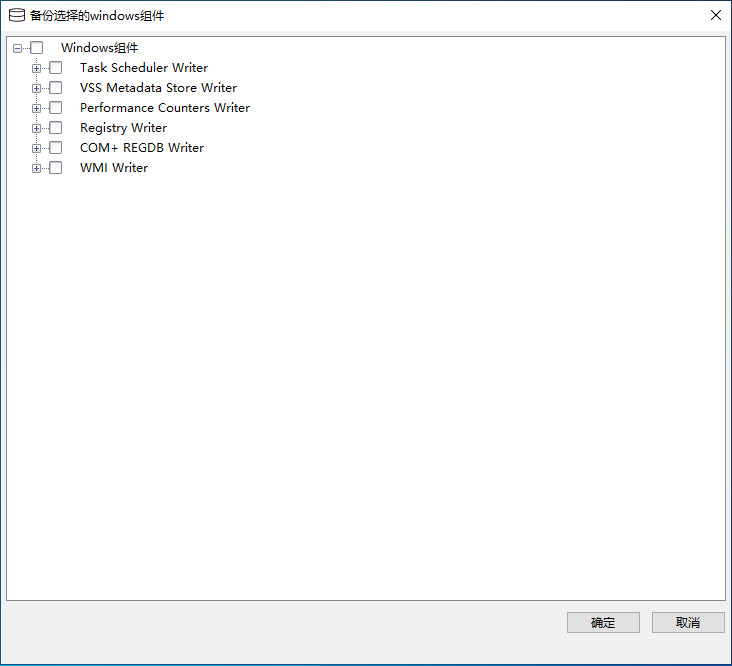 备份选择的windows组件
Windows组件
Task Scheduler Writer
VSS Metadata Store Writer
Performance Counters Writer
Registry Writer
COM+ REGDB Writer
WMI Writer
确定 取消